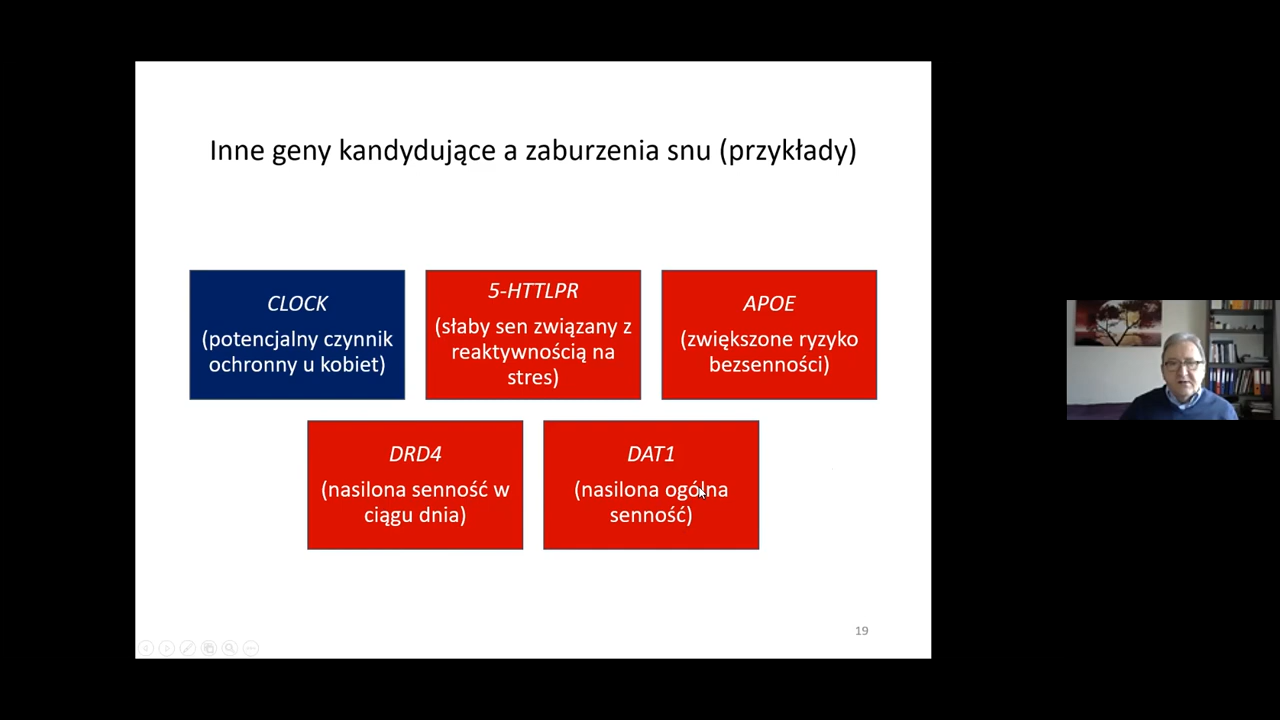 Inne geny kandydujące a zaburzenia snu (przykłady)
CLOCK
(potencjalny czynnik
ochronny u kobiet)
5-HTTLPR
(słaby sen związany z
reaktywnością na
stres)
APOE
(zwiększone ryzyko
bezsenności)
DRD4
(nasilona senność w
ciągu dnia)
DAT1
(nasilona ogólna
senność)
19